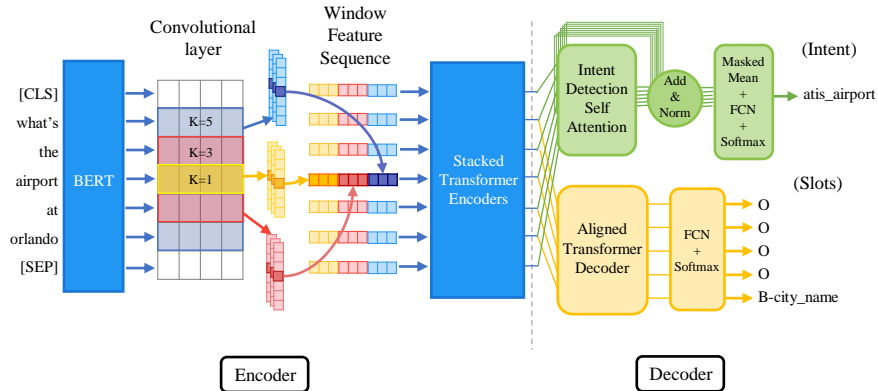 Convolutional
layer
Window
Feature
Sequence
[CLS]
what's
the
airport
at
orlando
[SEP]
BERT
K=5
K=3
K=1
Stacked
Transformer
Encoders
Intent
Detection
Self
Attention
Add
&
Norm
Masked
Mean
+
FCN
+
Softmax
(Intent)
atis_airport
(Slots)
Aligned
Transformer
Decoder
FCN
+
Softmax
O
O
O
O
B-city_name
Encoder
Decoder